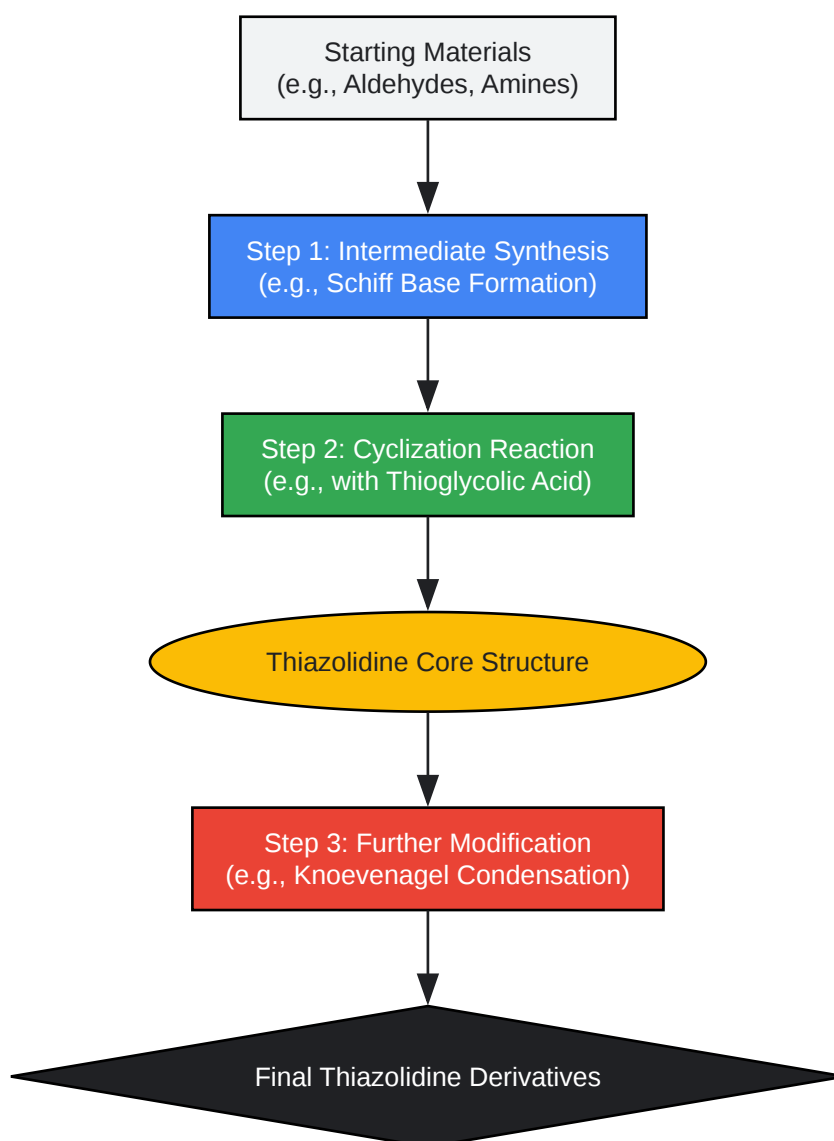 Starting Materials
(e.g., Aldehydes, Amines)
Step 1: Intermediate Synthesis
(e.g., Schiff Base Formation)
Step 2: Cyclization Reaction
(e.g., with Thioglycolic Acid)
Thiazolidine Core Structure
Step 3: Further Modification
(e.g., Knoevenagel Condensation)
Final Thiazolidine Derivatives